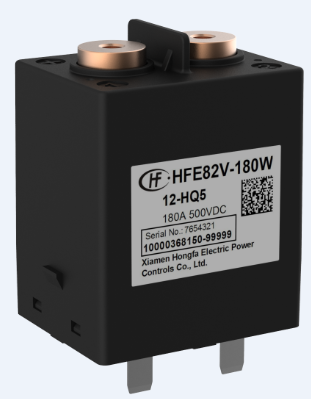 HF HFE82V-180W
12-HQ5
180A 500VDC
Serial No.: 7654321
10000368150-99999
Xiamen Hongfa Electric Power
Controls Co., Ltd.